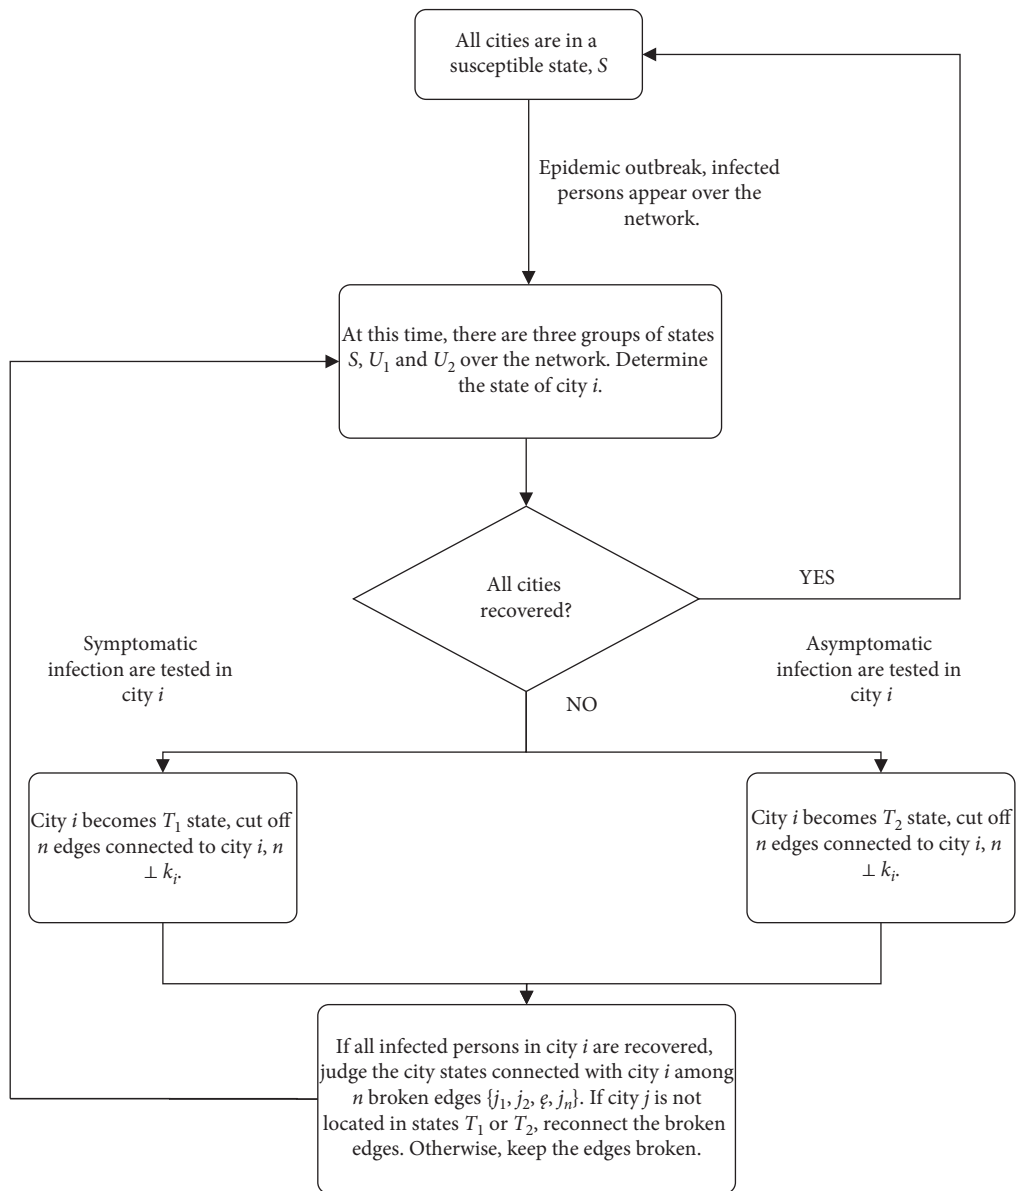 All cities are in a
susceptible state, S
Epidemic outbreak, infected
persons appear over the
network.
At this time, there are three groups of states
S, U₁ and U₂ over the network. Determine
the state of city i.
All cities
recovered?
YES
NO
Symptomatic
infection are tested in
city i
Asymptomatic
infection are tested in
city i
City i becomes T₁ state, cut off
n edges connected to city i, n
⊥ kᵢ.
City i becomes T₂ state, cut off
n edges connected to city i, n
⊥ kᵢ.
If all infected persons in city i are recovered,
judge the city states connected with city i among
n broken edges {j₁, j₂, ę, jₙ}. If city j is not
located in states T₁ or T₂, reconnect the broken
edges. Otherwise, keep the edges broken.